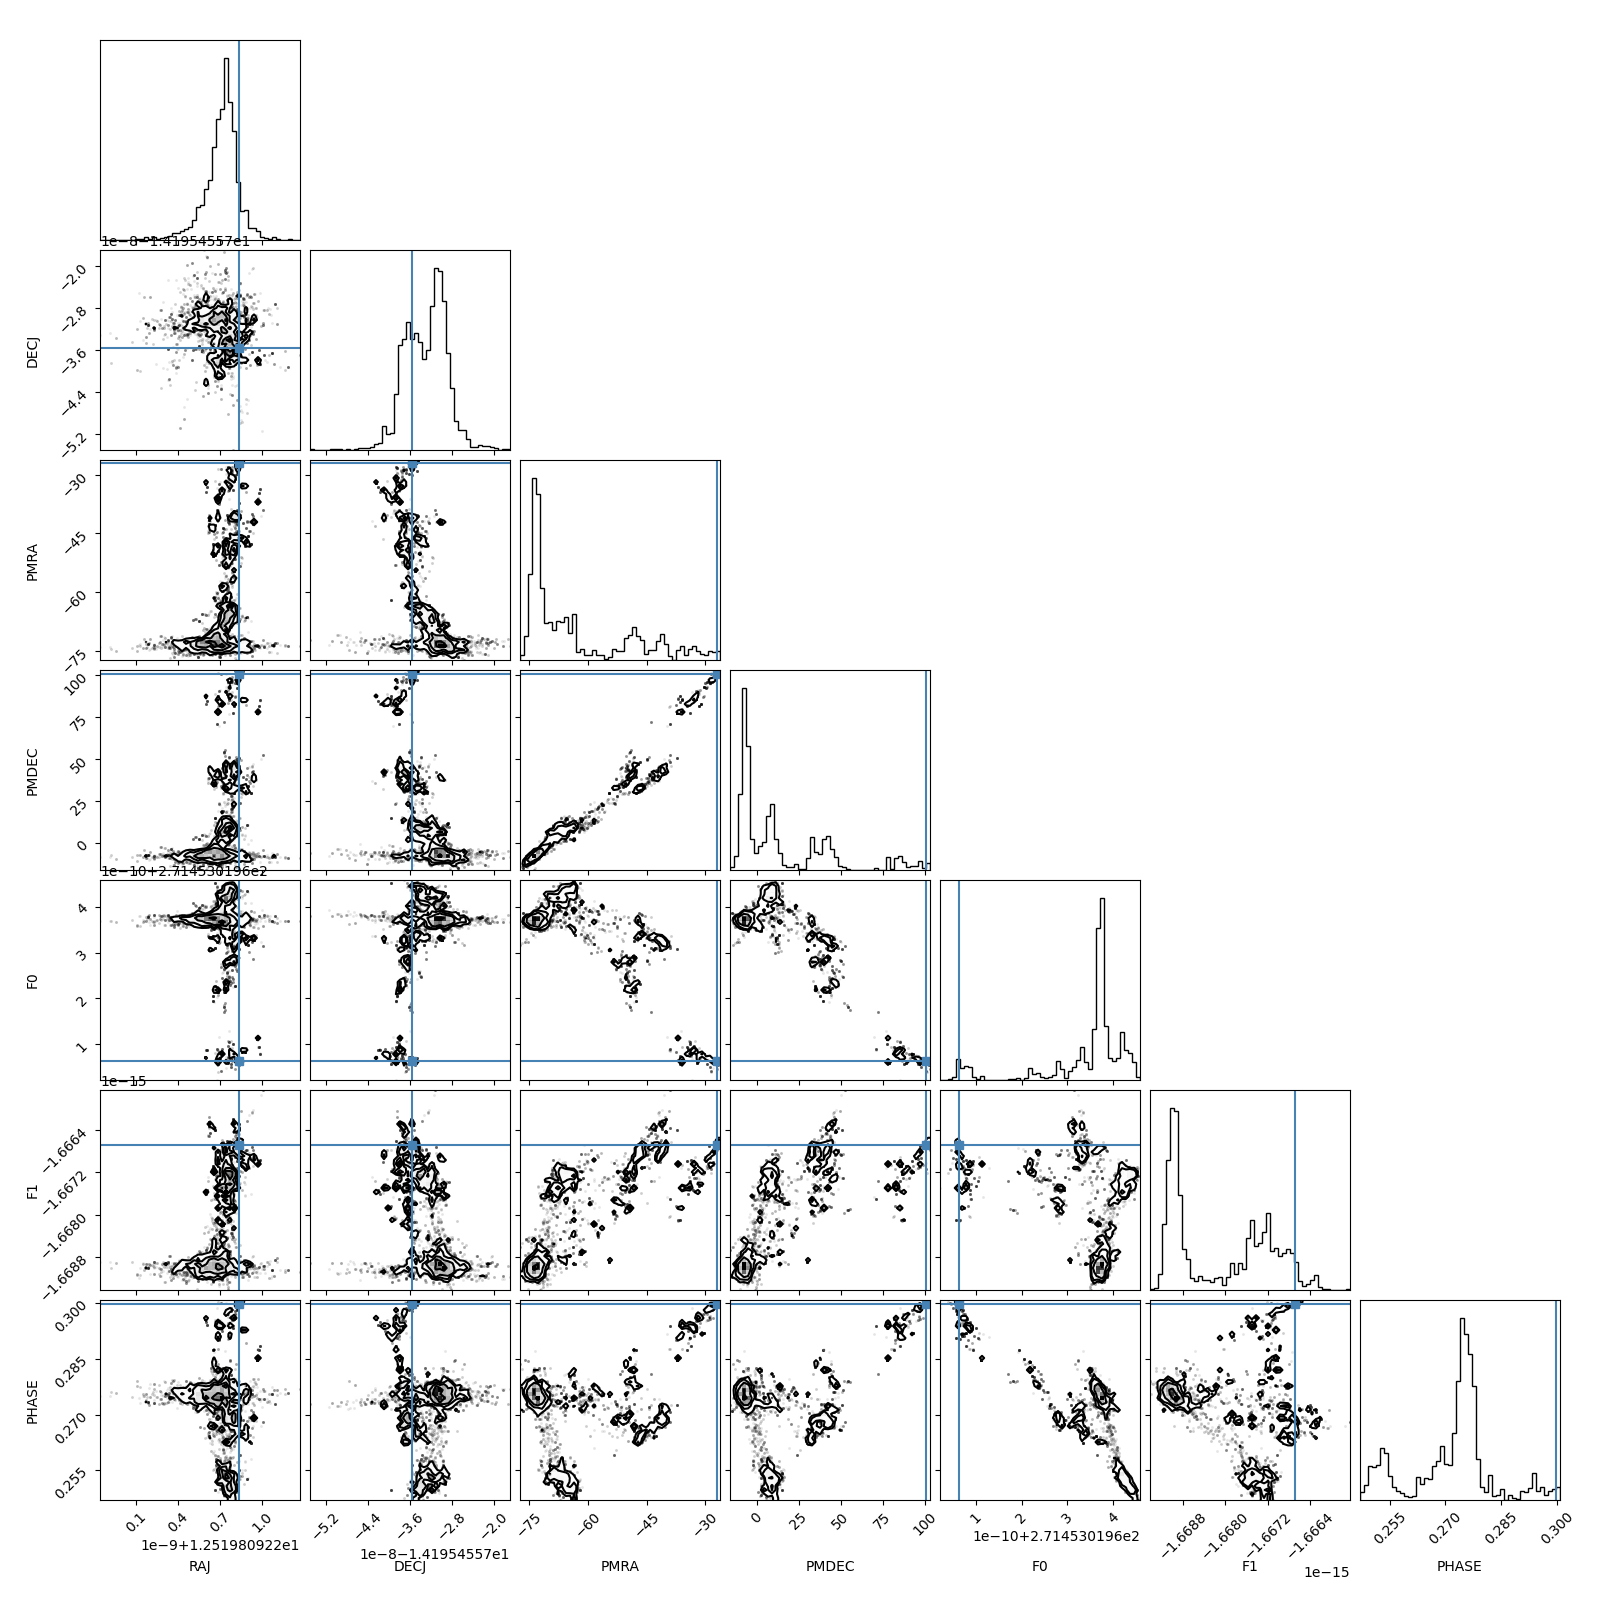 1e−8−1.41954557e1
−2.0
−2.8
−3.6
−4.4
−5.2
DECJ
−30
−45
−60
−75
PMRA
100
75
50
25
0
PMDEC
1e−10+2.714530196e2
4
3
2
1
F0
1e−15
−1.6664
−1.6672
−1.6680
−1.6688
F1
0.300
0.285
0.270
0.255
PHASE
0.1 0.4 0.7 1.0
1e−9+1.251980922e1
RAJ
−5.2 −4.4 −3.6 −2.8 −2.0
1e−8−1.41954557e1
DECJ
−75 −60 −45 −30
PMRA
0 25 50 75 100
PMDEC
1 2 3 4
1e−10+2.714530196e2
F0
−1.6688 −1.6680 −1.6672 −1.6664
1e−15
F1
0.255 0.270 0.285 0.300
PHASE